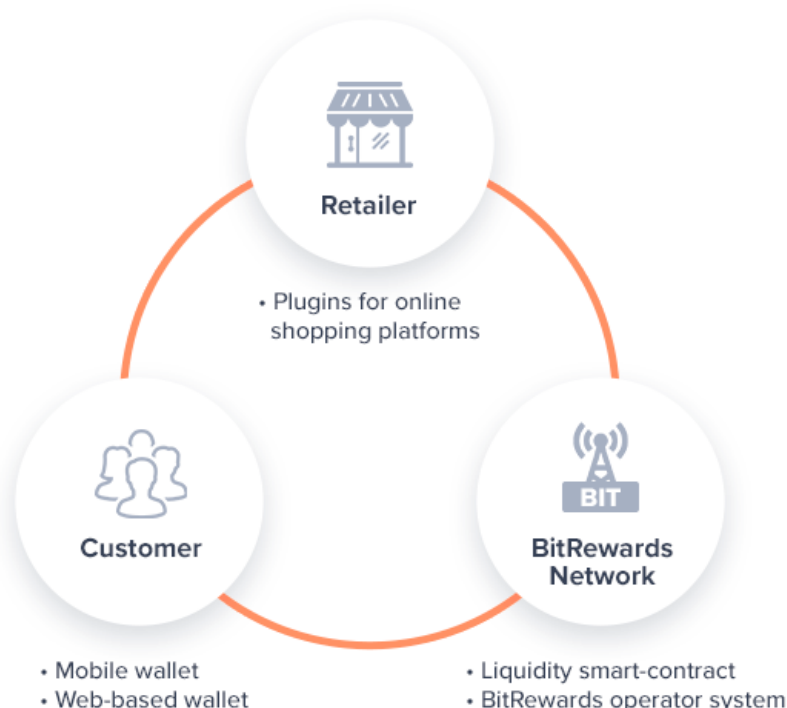 Retailer
• Plugins for online
shopping platforms
BIT
Customer
BitRewards
Network
• Mobile wallet
• Web-based wallet
• Liquidity smart-contract
• BitRewards operator system